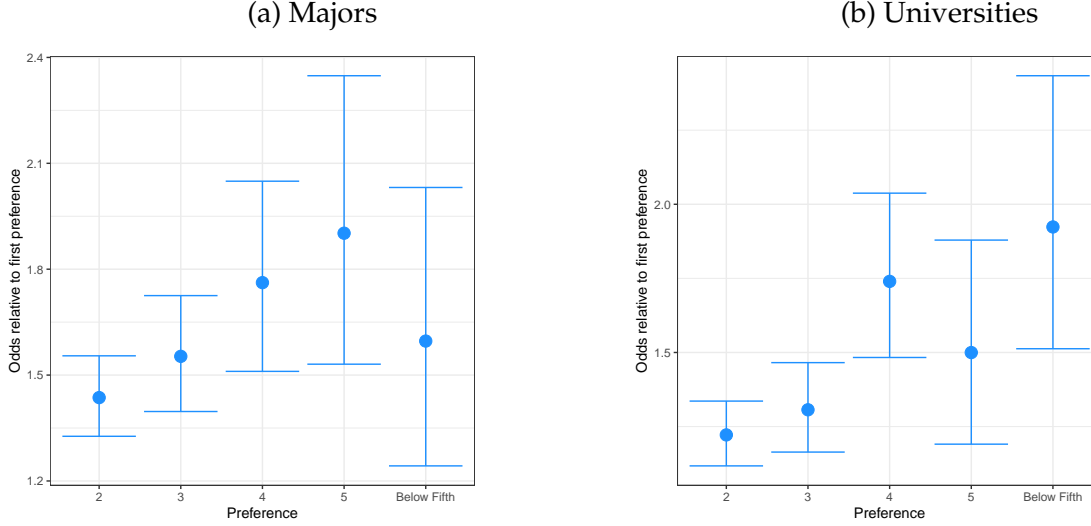 (a) Majors
2.4
2.1
1.8
1.5
1.2
Odds relative to first preference
2
3
4
5
Below Fifth
Preference
(b) Universities
2.0
1.5
Odds relative to first preference
2
3
4
5
Below Fifth
Preference